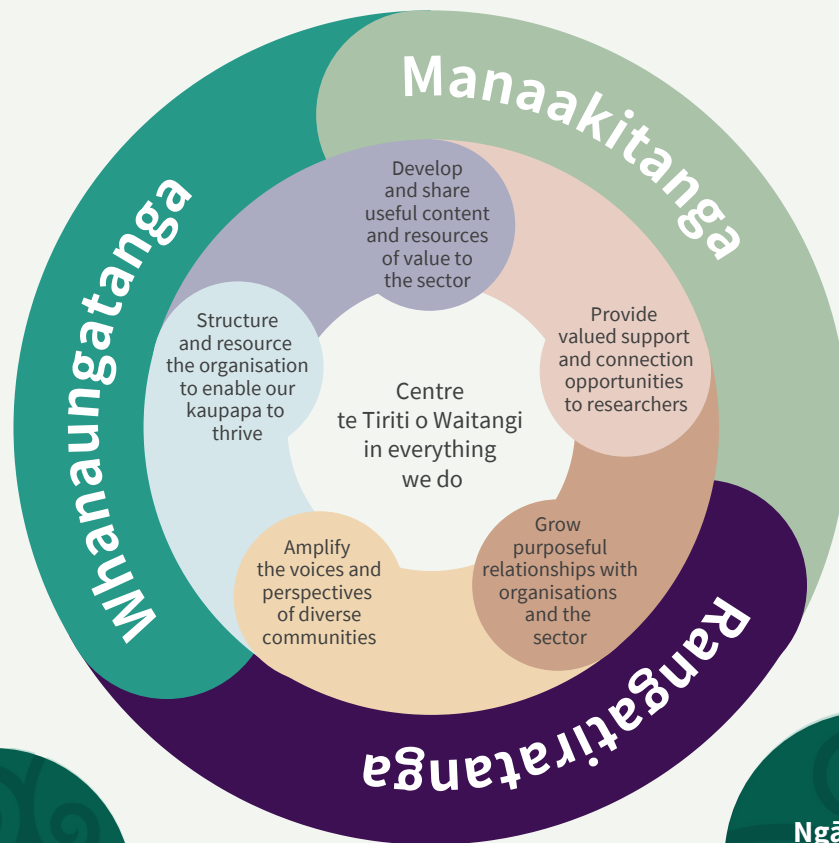 Manaakitanga
Whanaungatanga
Rangatiratanga
Develop
and share
useful content
and resources
of value to
the sector
Provide
valued support
and connection
opportunities
to researchers
Grow
purposeful
relationships with
organisations
and the
sector
Amplify
the voices and
perspectives
of diverse
communities
Structure
and resource
the organisation
to enable our
kaupapa to
thrive
Centre
te Tiriti o Waitangi
in everything
we do